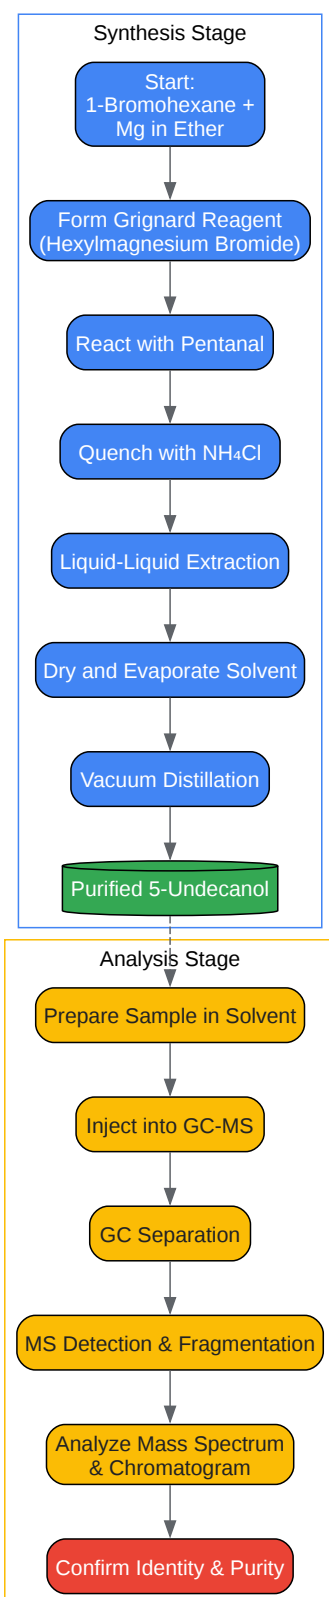 Synthesis Stage
Start:
1-Bromohexane +
Mg in Ether
Form Grignard Reagent
(Hexylmagnesium Bromide)
React with Pentanal
Quench with NH₄Cl
Liquid-Liquid Extraction
Dry and Evaporate Solvent
Vacuum Distillation
Purified 5-Undecanol
Analysis Stage
Prepare Sample in Solvent
Inject into GC-MS
GC Separation
MS Detection & Fragmentation
Analyze Mass Spectrum
& Chromatogram
Confirm Identity & Purity